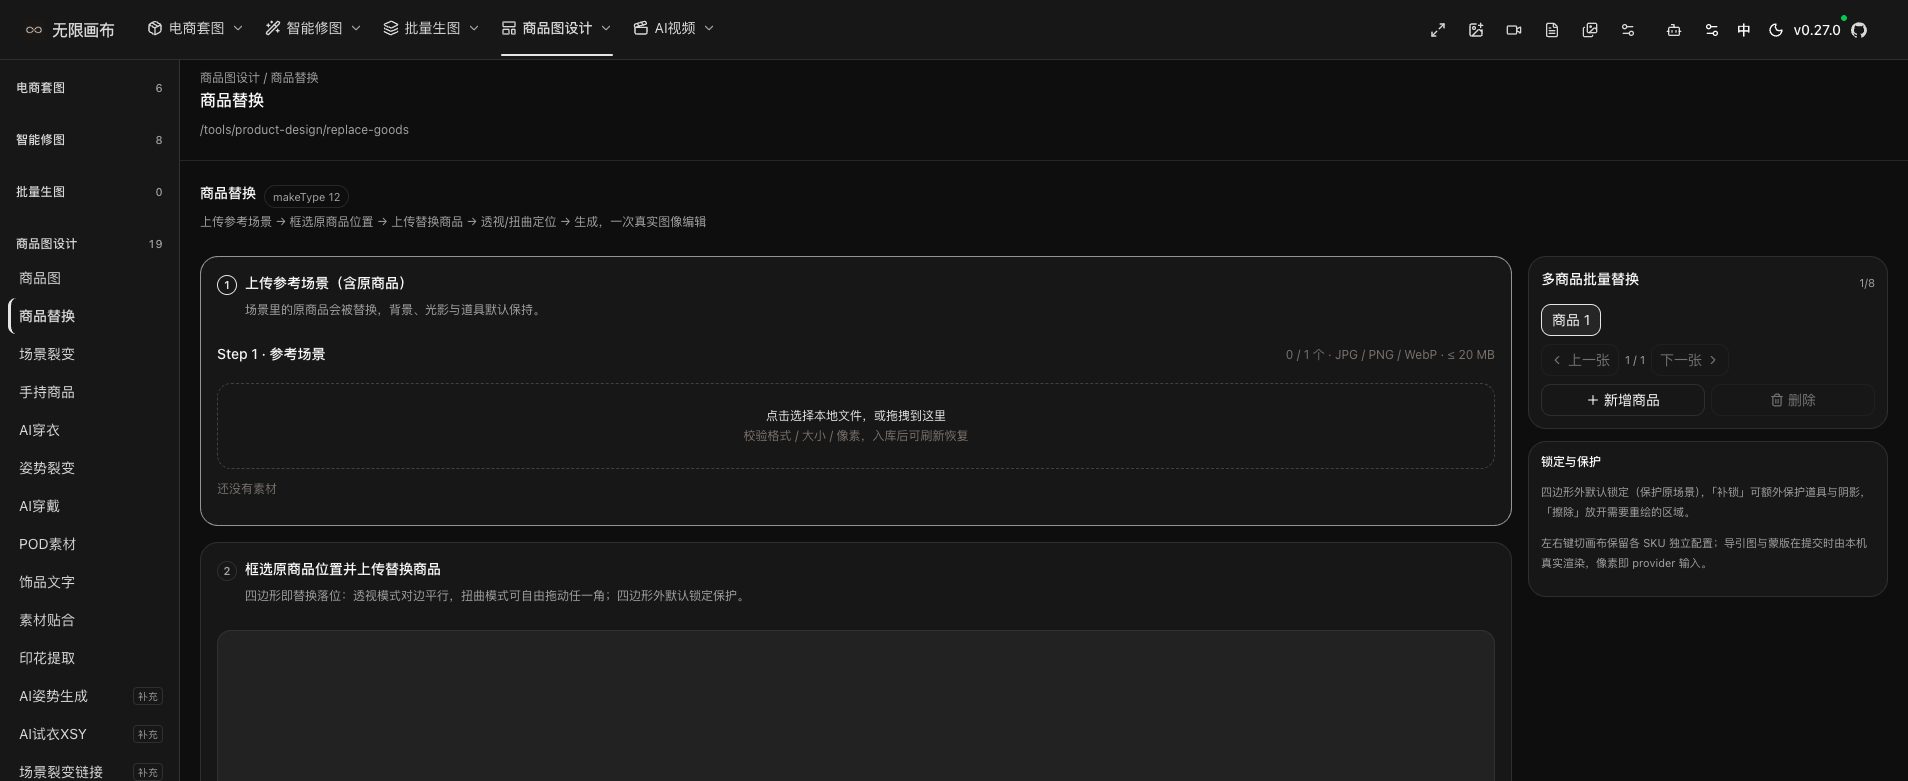 无限画布
电商套图
智能修图
批量生图
商品图设计
AI视频
中
v0.27.0
电商套图 6
智能修图 8
批量生图 0
商品图设计 19
商品图
商品替换
场景裂变
手持商品
AI穿衣
姿势裂变
AI穿戴
POD素材
饰品文字
素材贴合
印花提取
AI姿势生成 补充
AI试衣XSY 补充
场景裂变链接 补充
商品图设计 / 商品替换
商品替换
/tools/product-design/replace-goods
商品替换 makeType 12
上传参考场景 → 框选原商品位置 → 上传替换商品 → 透视/扭曲定位 → 生成，一次真实图像编辑
1 上传参考场景（含原商品）
场景里的原商品会被替换，背景、光影与道具默认保持。
Step 1 · 参考场景 0 / 1 个 · JPG / PNG / WebP · ≤ 20 MB
点击选择本地文件，或拖拽到这里
校验格式 / 大小 / 像素，入库后可刷新恢复
还没有素材
2 框选原商品位置并上传替换商品
四边形即替换落位：透视模式对边平行，扭曲模式可自由拖动任一角；四边形外默认锁定保护。
多商品批量替换 1/8
商品 1
上一张 1 / 1 下一张
新增商品 删除
锁定与保护
四边形外默认锁定（保护原场景），「补锁」可额外保护道具与阴影，
「擦除」放开需要重绘的区域。
左右键切画布保留各 SKU 独立配置；导引图与蒙版在提交时由本机
真实渲染，像素即 provider 输入。